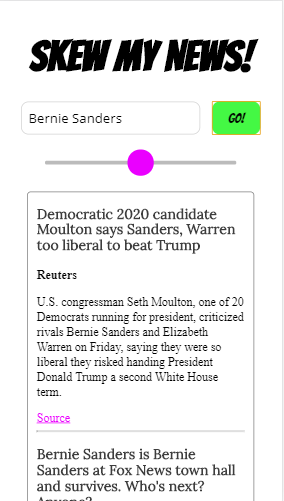 SKEW MY NEWS!
Bernie Sanders
GO!
Democratic 2020 candidate
Moulton says Sanders, Warren
too liberal to beat Trump
Reuters
U.S. congressman Seth Moulton, one of 20
Democrats running for president, criticized
rivals Bernie Sanders and Elizabeth
Warren on Friday, saying they were so
liberal they risked handing President
Donald Trump a second White House
term.
Source
Bernie Sanders is Bernie
Sanders at Fox News town hall
and survives. Who's next?
Anyone?